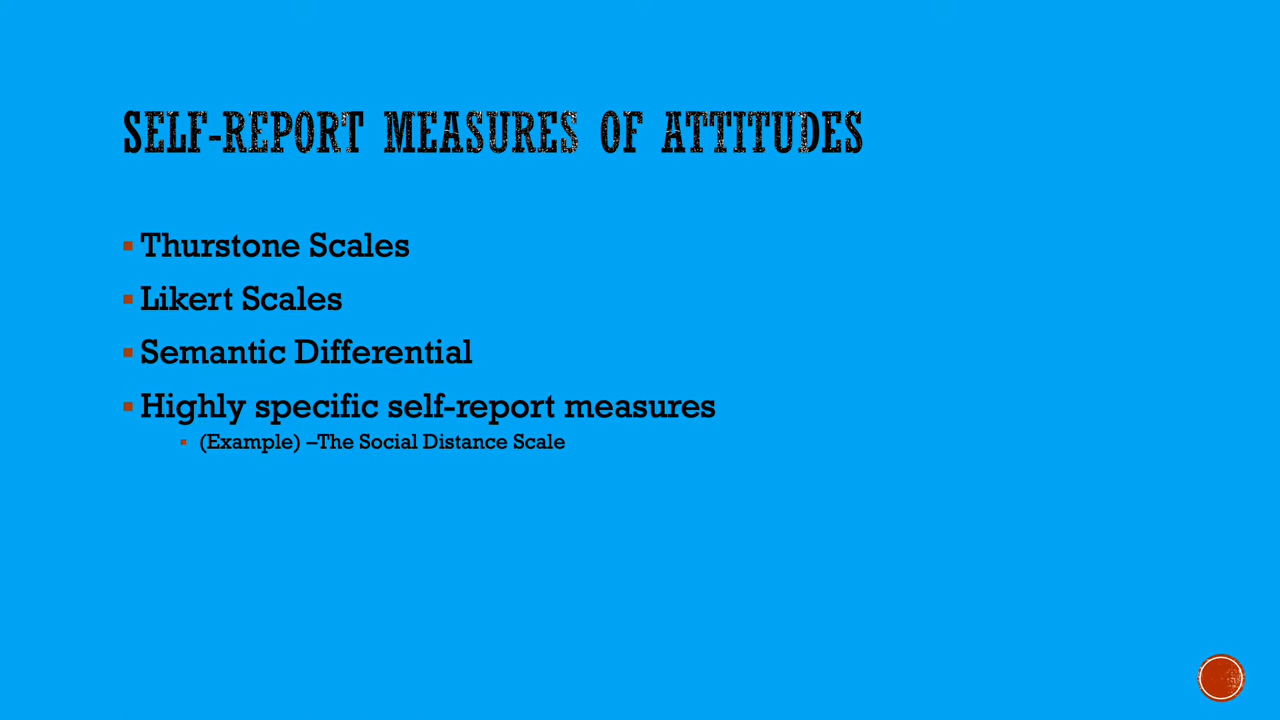 SELF-REPORT MEASURES OF ATTITUDES
Thurstone Scales
Likert Scales
Semantic Differential
Highly specific self-report measures
(Example) –The Social Distance Scale